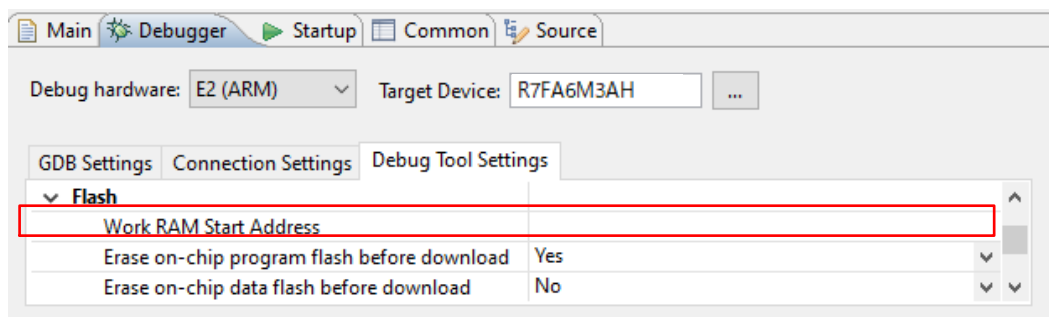 Main Debugger Startup Common Source
Debug hardware: E2 (ARM) Target Device: R7FA6M3AH ...
GDB Settings Connection Settings Debug Tool Settings
Flash
Work RAM Start Address
Erase on-chip program flash before download Yes
Erase on-chip data flash before download No